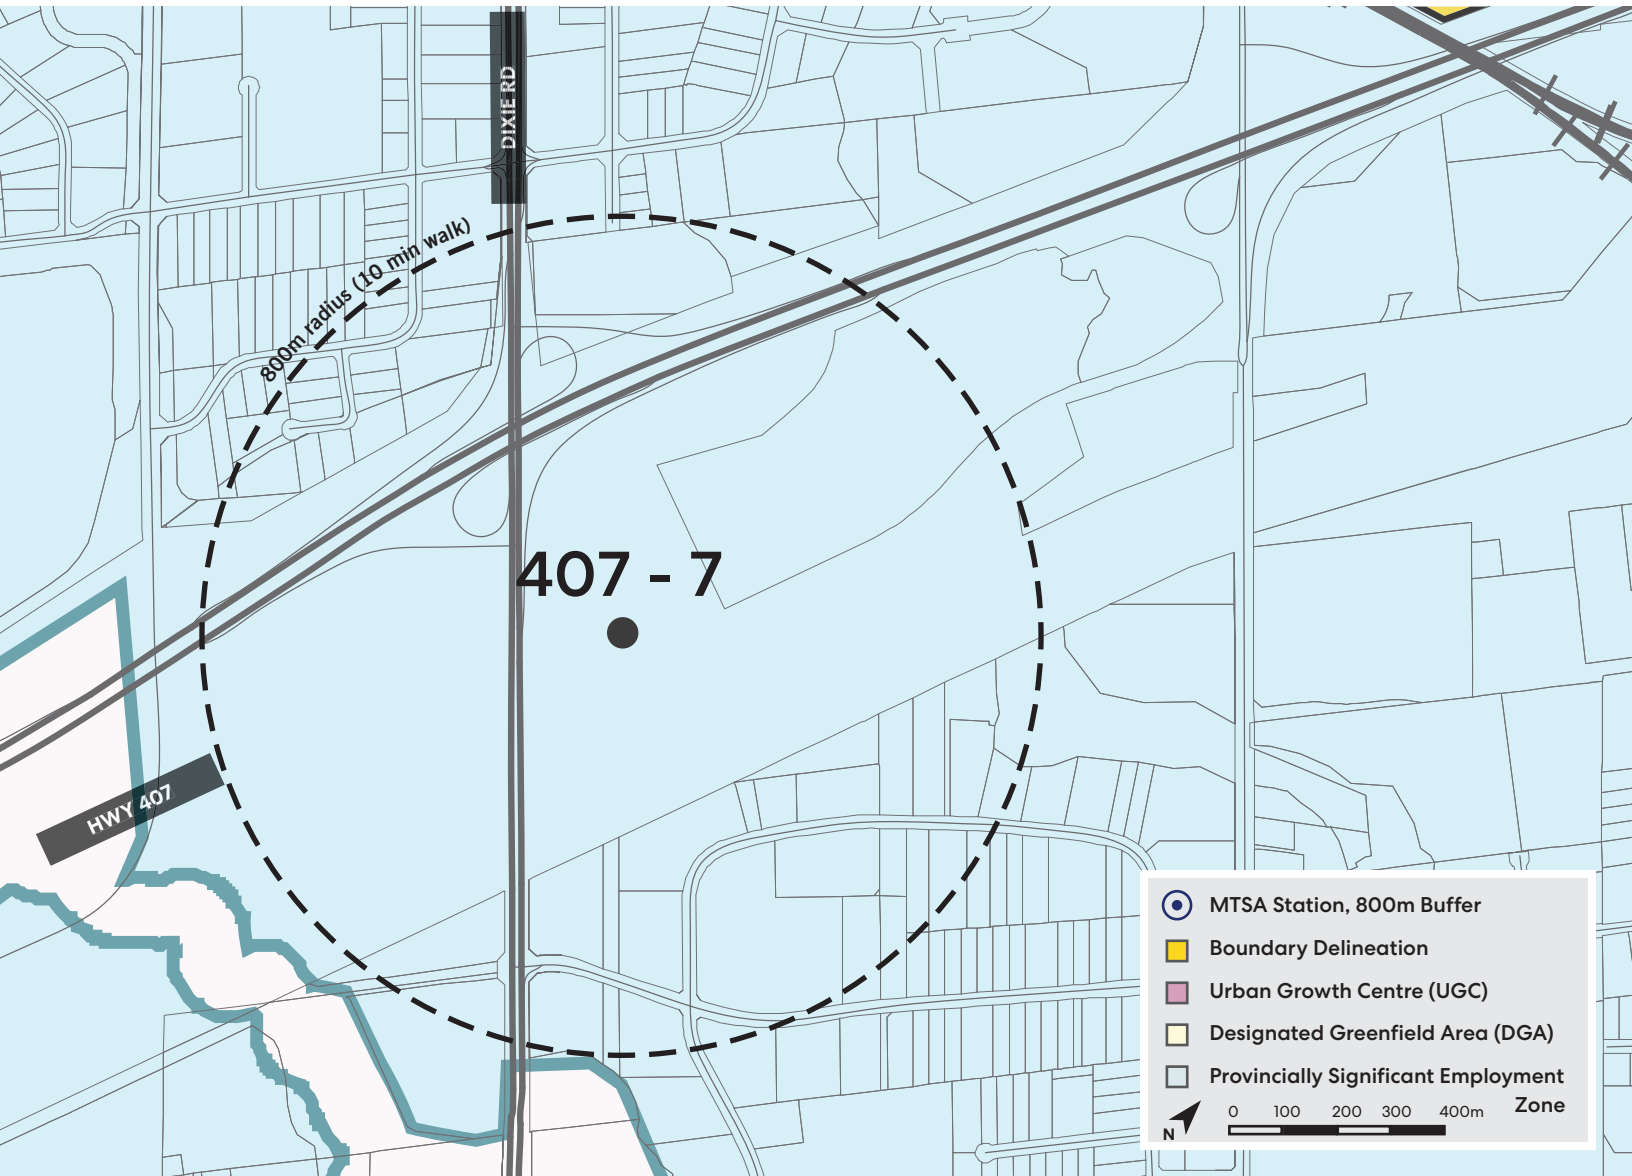 DIXIE RD
800m radius (10 min walk)
407 - 7
HWY 407
MTSA Station, 800m Buffer
Boundary Delineation
Urban Growth Centre (UGC)
Designated Greenfield Area (DGA)
Provincially Significant Employment
Zone
0 100 200 300 400m
N